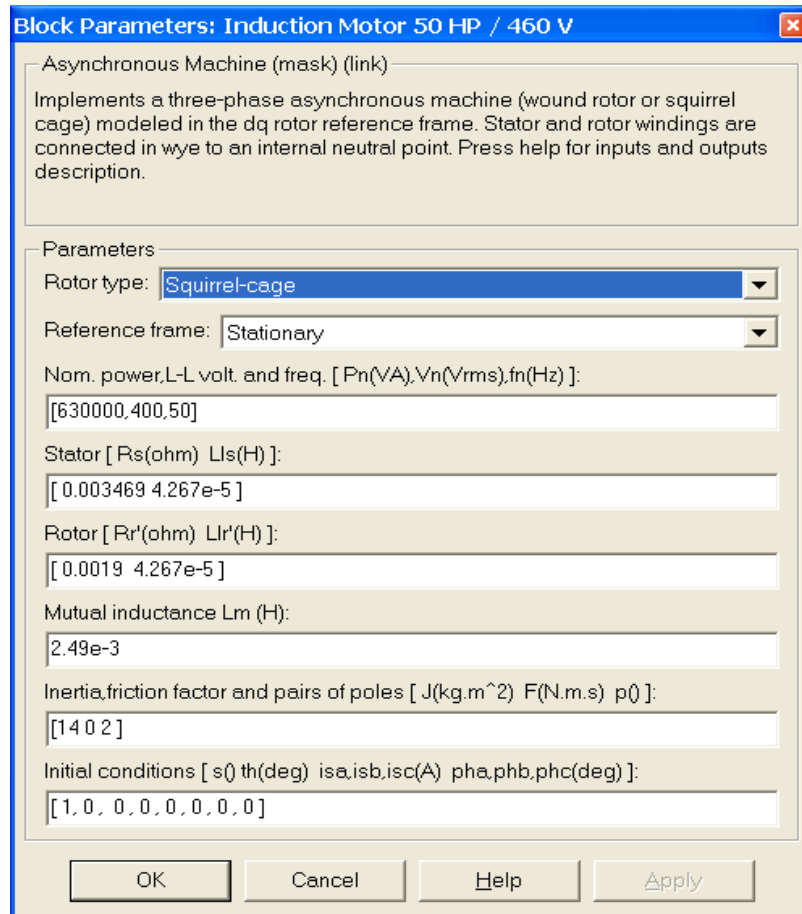 Block Parameters: Induction Motor 50 HP / 460 V
Asynchronous Machine (mask) (link)
Implements a three-phase asynchronous machine (wound rotor or squirrel
cage) modeled in the dq rotor reference frame. Stator and rotor windings are
connected in wye to an internal neutral point. Press help for inputs and outputs
description.
Parameters
Rotor type: Squirrel-cage
Reference frame: Stationary
Nom. power,L-L volt. and freq. [ Pn(VA),Vn(Vrms),fn(Hz) ]:
[630000,400,50]
Stator [ Rs(ohm) Lls(H) ]:
[ 0.003469 4.267e-5 ]
Rotor [ Rr'(ohm) Llr'(H) ]:
[ 0.0019 4.267e-5 ]
Mutual inductance Lm (H):
2.49e-3
Inertia,friction factor and pairs of poles [ J(kg.m^2) F(N.m.s) p() ]:
[14 0 2 ]
Initial conditions [ s() th(deg) isa,isb,isc(A) pha,phb,phc(deg) ]:
[ 1, 0 , 0, 0, 0, 0, 0, 0 ]
OK Cancel Help Apply